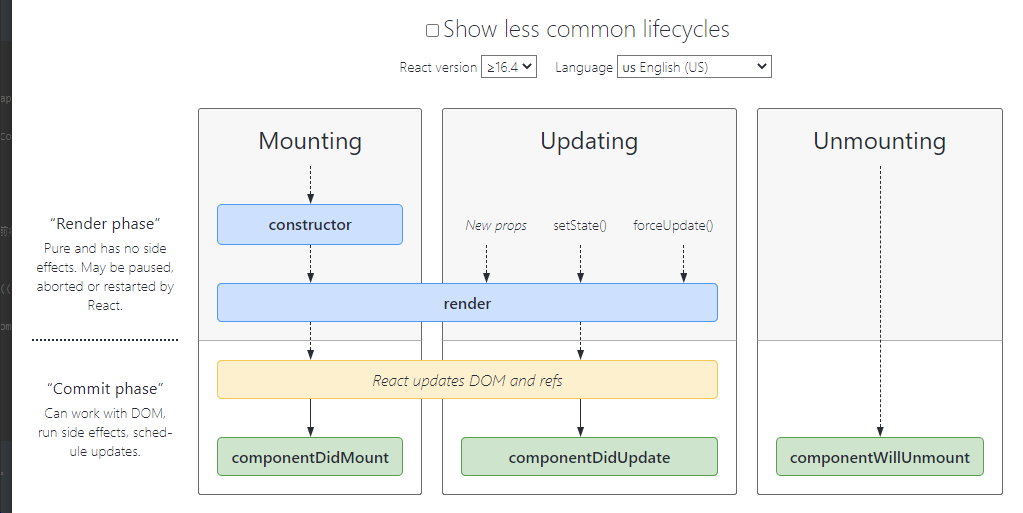 Show less common lifecycles
React version ≥16.4 Language us English (US)
Mounting Updating Unmounting
"Render phase"
Pure and has no side
effects. May be paused,
aborted or restarted by
React.
constructor
New props setState() forceUpdate()
render
"Commit phase"
Can work with DOM,
run side effects, sched-
ule updates.
React updates DOM and refs
componentDidMount componentDidUpdate componentWillUnmount